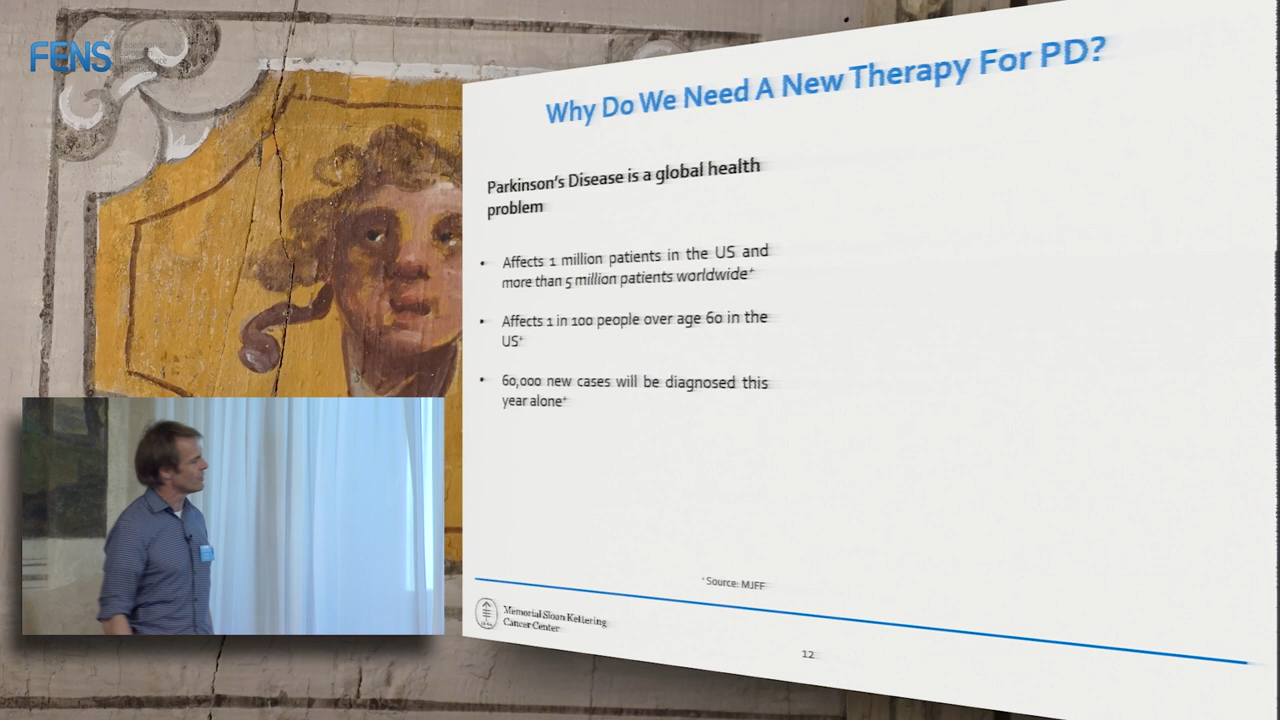 FENS
Why Do We Need A New Therapy For PD?
Parkinson's Disease is a global health
problem
• Affects 1 million patients in the US and
more than 5 million patients worldwide+
• Affects 1 in 100 people over age 60 in the
US+
• 60,000 new cases will be diagnosed this
year alone+
+ Source: MJFF
Memorial Sloan Kettering
Cancer Center
12